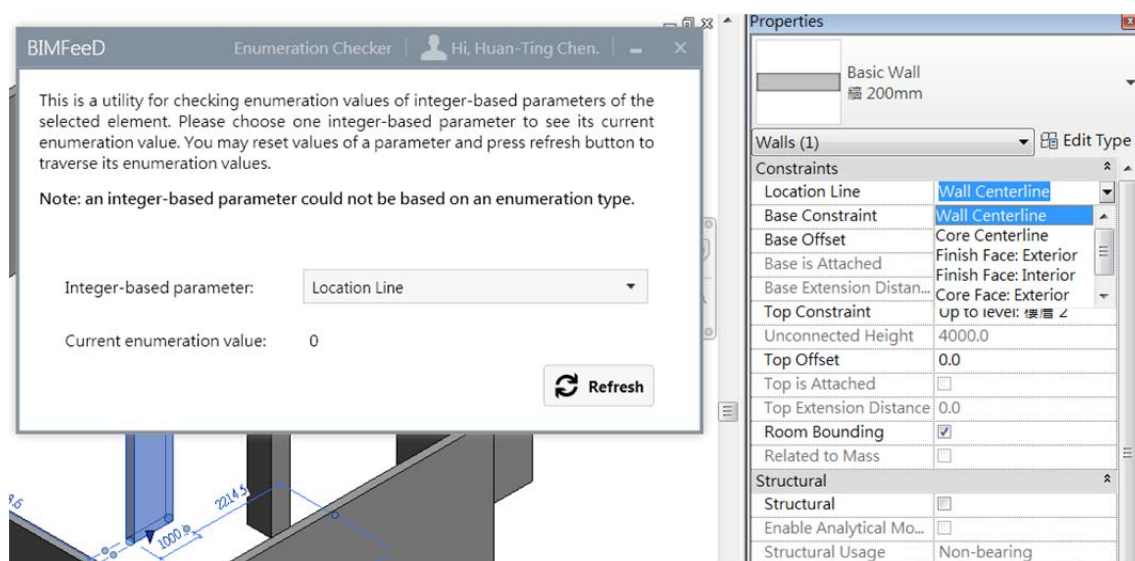 BIMFeeD Enumeration Checker Hi, Huan-Ting Chen.
This is a utility for checking enumeration values of integer-based parameters of the
selected element. Please choose one integer-based parameter to see its current
enumeration value. You may reset values of a parameter and press refresh button to
traverse its enumeration values.
Note: an integer-based parameter could not be based on an enumeration type.
Integer-based parameter: Location Line
Current enumeration value: 0
Refresh
2214.5
1000.
Properties
Basic Wall
牆 200mm
Walls (1) Edit Type
Constraints
Location Line Wall Centerline
Base Constraint Wall Centerline
Base Offset Core Centerline
Finish Face: Exterior
Base is Attached Finish Face: Interior
Base Extension Distan... Core Face: Exterior
Top Constraint Up to level: 樓層 2
Unconnected Height 4000.0
Top Offset 0.0
Top is Attached
Top Extension Distance 0.0
Room Bounding
Related to Mass
Structural
Structural
Enable Analytical Mo...
Structural Usage Non-bearing